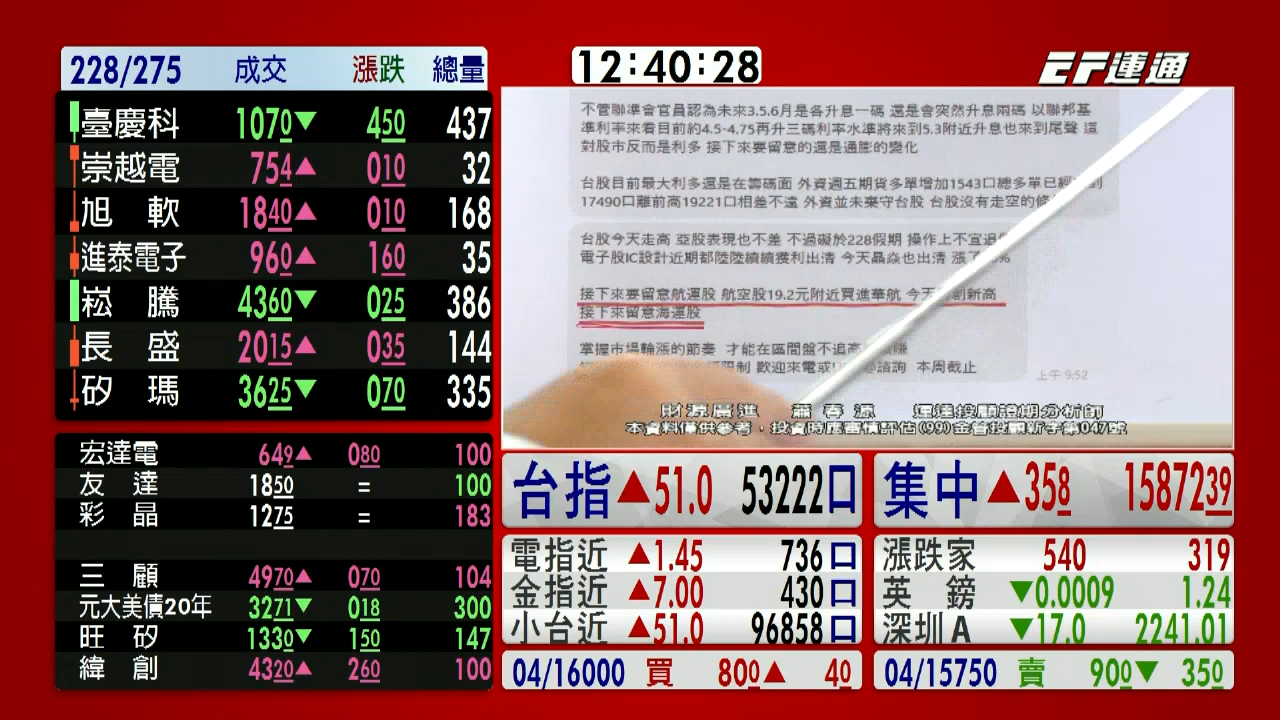 228/275 成交 漲跌 總量
臺慶科 1070▼ 450 437
崇越電 754▲ 010 32
旭軟 1840▲ 010 168
進泰電子 960▲ 160 35
崧騰 4360▼ 025 386
長盛 2015▲ 035 144
矽瑪 3625▼ 070 335
宏達電 649▲ 080 100
友達 1850 = 100
彩晶 1275 = 183
三顧 4970▲ 070 104
元大美債20年 3271▼ 018 300
旺矽 1330▼ 150 147
緯創 4320▲ 260 100
12:40:28
EF運通
不管聯準會官員認為未來3.5.6月是各升息一碼 還是會突然升息兩碼 以聯邦基
準利率來看目前約4.5-4.75再升三碼利率水準將來到5.3附近升息也來到尾聲 這
對股市反而是利多 接下來要留意的還是通膨的變化
台股目前最大利多還是在籌碼面 外資週五期貨多單增加1543口總多單已經 到
17490口離前高19221口相差不遠 外資並未棄守台股 台股沒有走空的條
台股今天走高 亞股表現也不差 不過礙於228假期 操作上不宜過
電子股IC設計近期都陸陸續續獲利出清 今天晶焱也出清 漲了 %
接下來要留意航運股 航空股19.2元附近買進華航 今天 創新高
接下來留意海運股
掌握市場輪漲的節奏 才能在區間盤不追高 賺
限制 歡迎來電或 諮詢 本周截止
上午 9:52
財源廣進 蕭春源 運達投顧證期分析師
本資料僅供參考，投資時應審慎評估(99)金管投顧新字第047號
台指▲51.0 53222口
電指近 ▲1.45 736口
金指近 ▲7.00 430口
小台近 ▲51.0 96858口
04/16000 買 800▲ 40
集中▲358 1587239
漲跌家 540 319
英鎊 ▼0.0009 1.24
深圳A ▼17.0 2241.01
04/15750 賣 900▼ 350